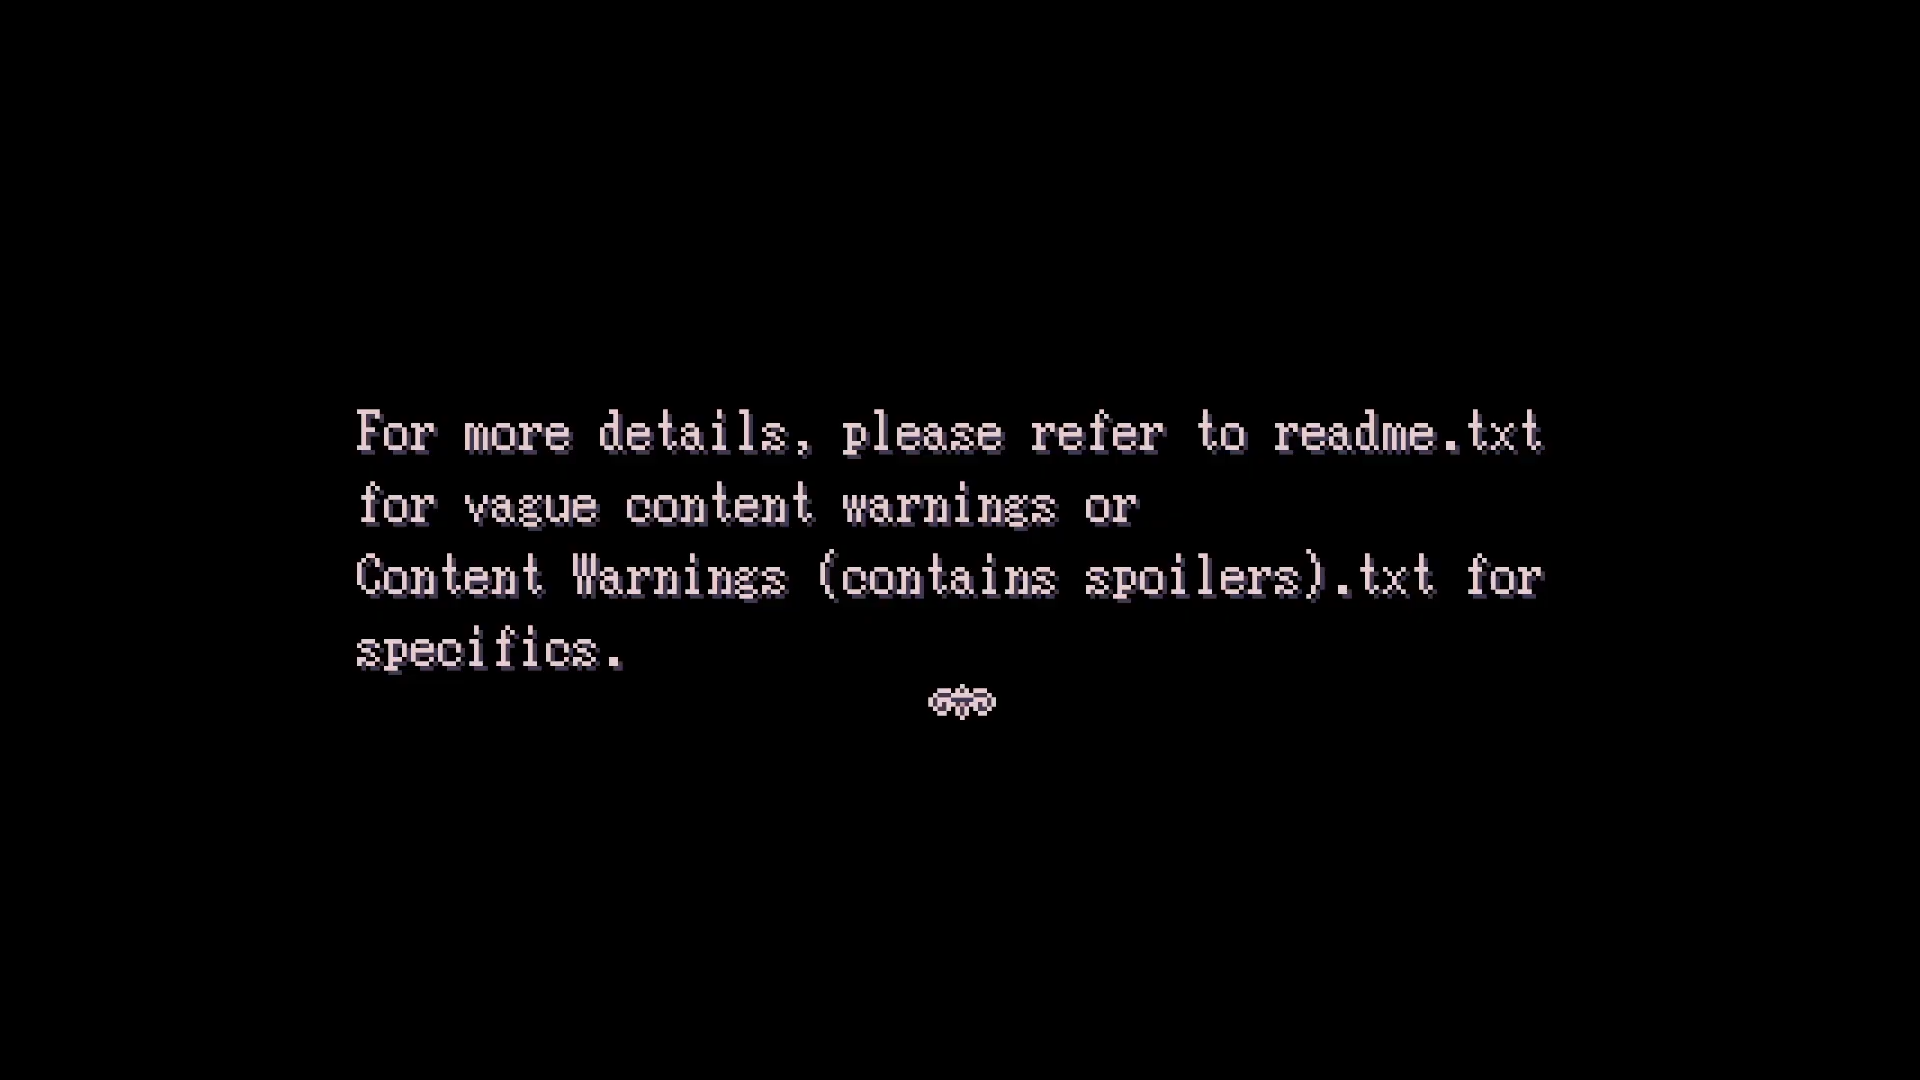 For more details, please refer to readme.txt
for vague content warnings or
Content Warnings (contains spoilers).txt for
specifics.